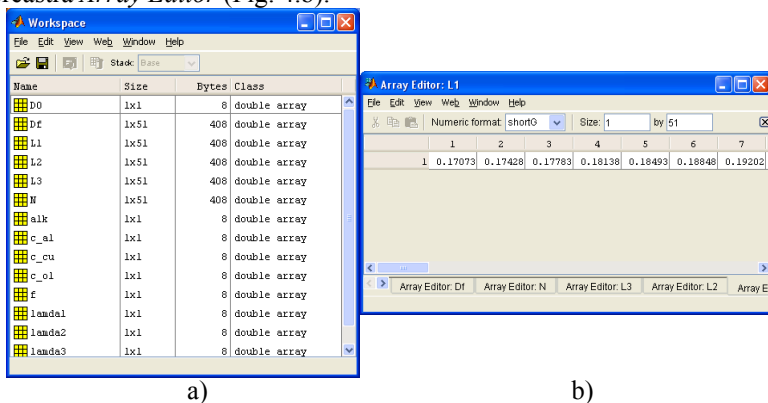 Array Editor (Fig. 4.8).
Workspace
File Edit View Web Window Help
Stack: Base
Name Size Bytes Class
D0 1x1 8 double array
Df 1x51 408 double array
L1 1x51 408 double array
L2 1x51 408 double array
L3 1x51 408 double array
N 1x51 408 double array
alk 1x1 8 double array
c_al 1x1 8 double array
c_cu 1x1 8 double array
c_ol 1x1 8 double array
f 1x1 8 double array
lamda1 1x1 8 double array
lamda2 1x1 8 double array
lamda3 1x1 8 double array
a)
Array Editor: L1
File Edit View Web Window Help
Numeric format: shortG Size: 1 by 51
1 2 3 4 5 6 7
1 0.17073 0.17428 0.17783 0.18138 0.18493 0.18848 0.19202
Array Editor: Df Array Editor: N Array Editor: L3 Array Editor: L2 Array E
b)